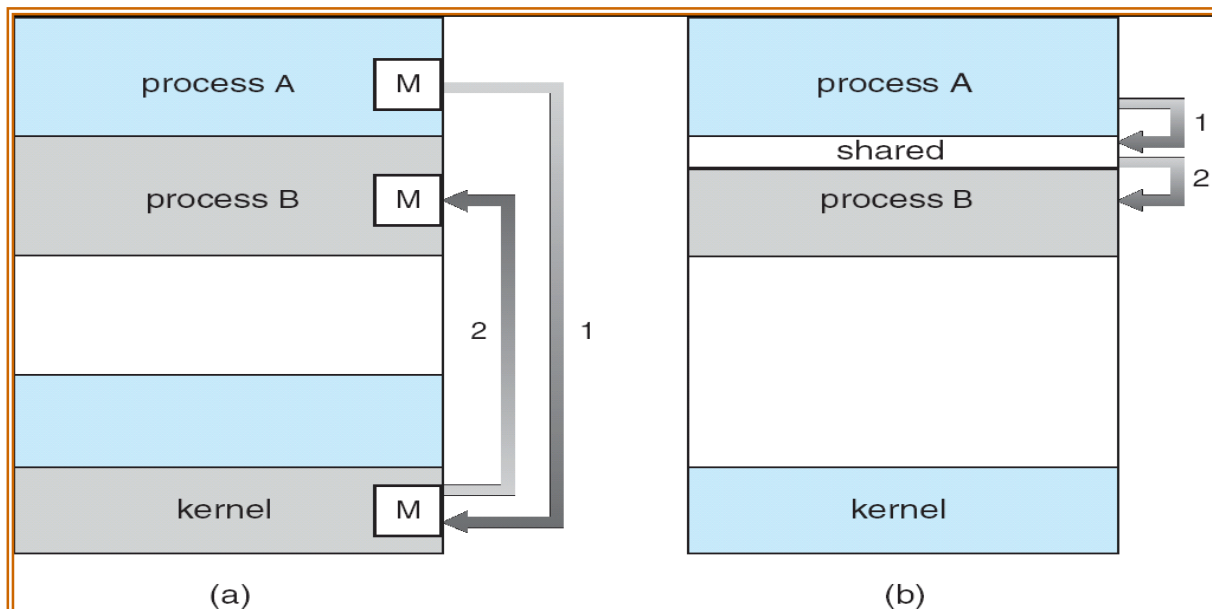 process A
M
process B
M
2
1
kernel
M
(a)
process A
1
shared
2
process B
kernel
(b)